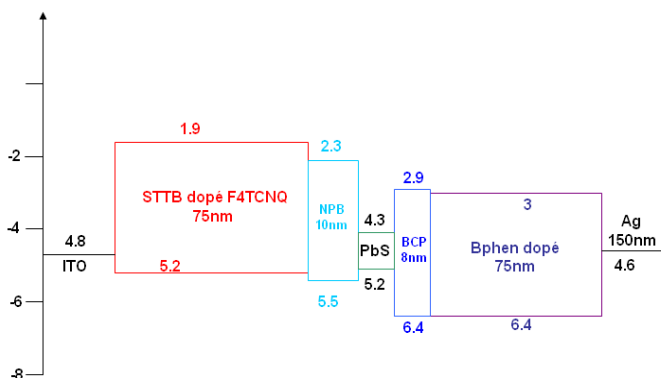 -2
-4
-6
-8
4.8
ITO
1.9
STTB dopé F4TCNQ
75nm
5.2
2.3
NPB
10nm
5.5
4.3
PbS
5.2
2.9
BCP
8nm
6.4
3
Bphen dopé
75nm
6.4
Ag
150nm
4.6